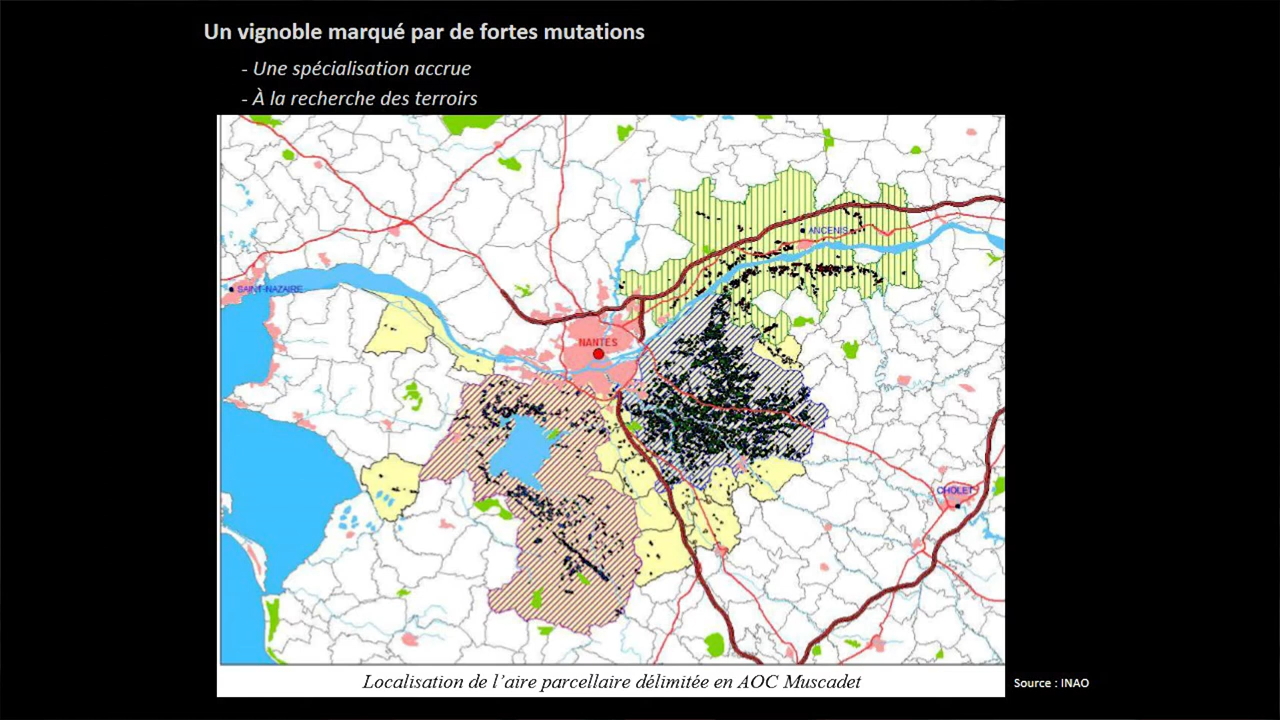 Un vignoble marqué par de fortes mutations
- Une spécialisation accrue
- À la recherche des terroirs
ANCENIS
SAINT-NAZAIRE
NANTES
CHOLET
Localisation de l'aire parcellaire délimitée en AOC Muscadet
Source : INAO